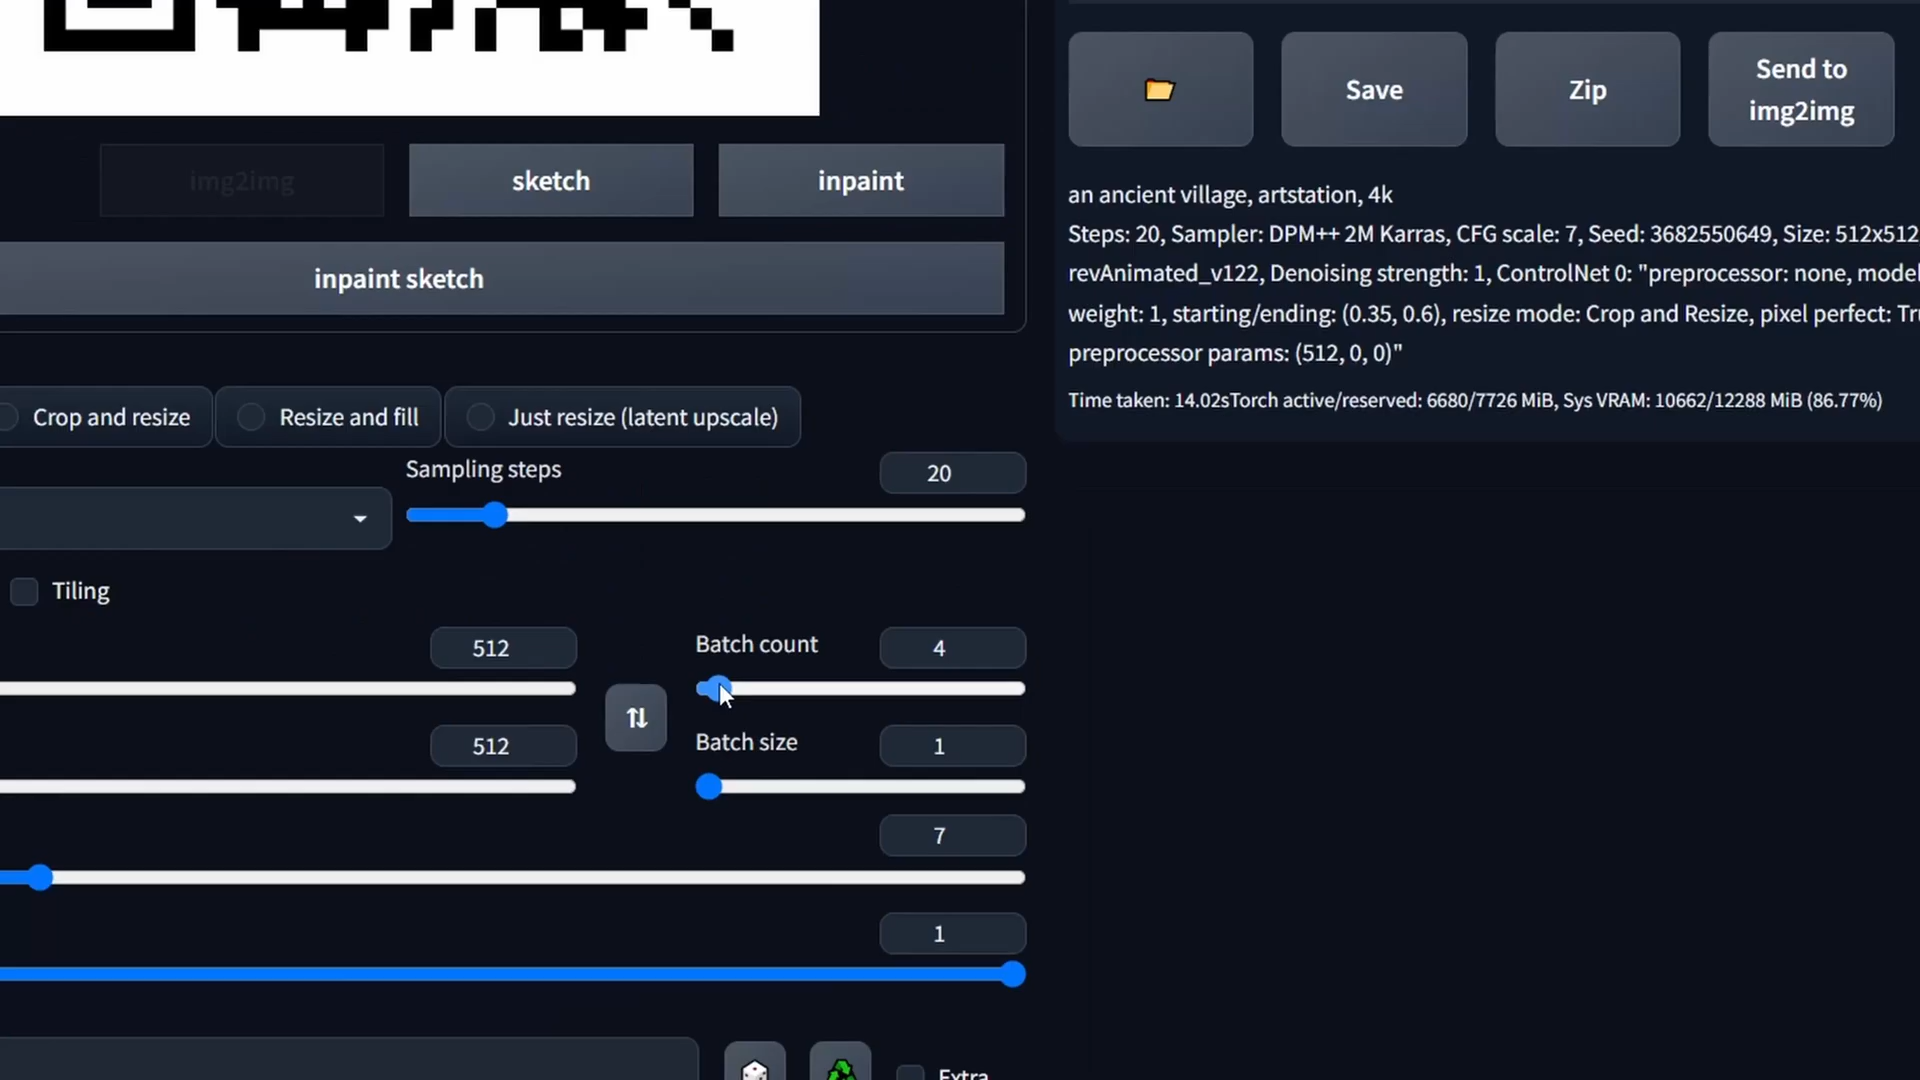 Save
Zip
Send to
img2img
img2img
sketch
inpaint
inpaint sketch
an ancient village, artstation, 4k
Steps: 20, Sampler: DPM++ 2M Karras, CFG scale: 7, Seed: 3682550649, Size: 512x512
revAnimated_v122, Denoising strength: 1, ControlNet 0: "preprocessor: none, model
weight: 1, starting/ending: (0.35, 0.6), resize mode: Crop and Resize, pixel perfect: Tr
preprocessor params: (512, 0, 0)"
Time taken: 14.02sTorch active/reserved: 6680/7726 MiB, Sys VRAM: 10662/12288 MiB (86.77%)
Crop and resize
Resize and fill
Just resize (latent upscale)
Sampling steps
20
Tiling
512
Batch count
4
512
Batch size
1
7
1
Extra